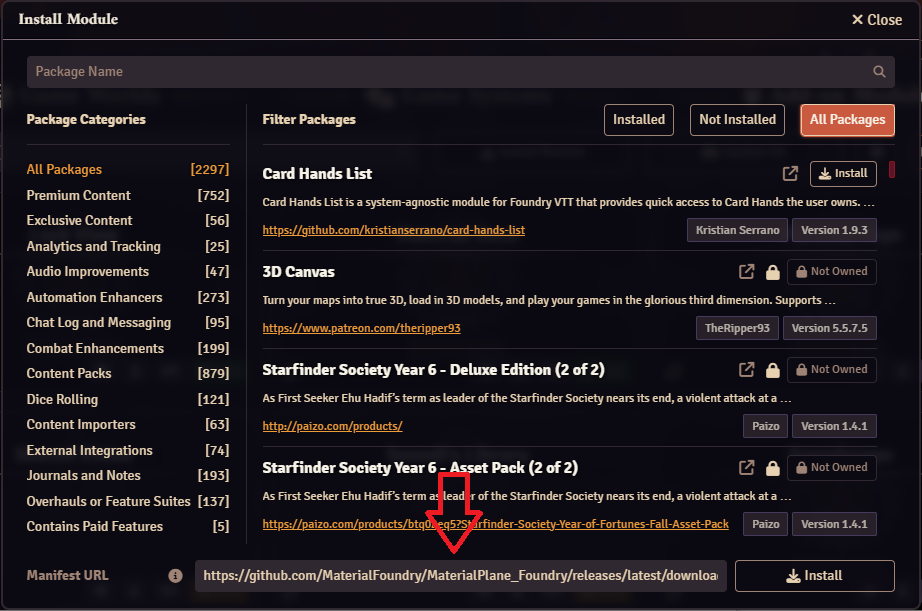 Install Module
Close
Package Name
Package Categories
Filter Packages
Installed
Not Installed
All Packages
All Packages [2297]
Premium Content [752]
Exclusive Content [56]
Analytics and Tracking [25]
Audio Improvements [47]
Automation Enhancers [273]
Chat Log and Messaging [95]
Combat Enhancements [199]
Content Packs [879]
Dice Rolling [121]
Content Importers [63]
External Integrations [74]
Journals and Notes [193]
Overhauls or Feature Suites [137]
Contains Paid Features [5]
Card Hands List
Install
Card Hands List is a system-agnostic module for Foundry VTT that provides quick access to Card Hands the user owns. ...
https://github.com/kristianserrano/card-hands-list
Kristian Serrano
Version 1.9.3
3D Canvas
Not Owned
Turn your maps into true 3D, load in 3D models, and play your games in the glorious third dimension. Supports ...
https://www.patreon.com/theripper93
TheRipper93
Version 5.5.7.5
Starfinder Society Year 6 - Deluxe Edition (2 of 2)
Not Owned
As First Seeker Ehu Hadif's term as leader of the Starfinder Society nears its end, a violent attack at a ...
http://paizo.com/products/
Paizo
Version 1.4.1
Starfinder Society Year 6 - Asset Pack (2 of 2)
Not Owned
As First Seeker Ehu Hadif's term as leader of the Starfinder Society nears its end, a violent attack at a ...
Starfinder-Society-Year-of-Fortunes-Fall-Asset-Pack
Paizo
Version 1.4.1
Manifest URL
https://github.com/MaterialFoundry/MaterialPlane_Foundry/releases/latest/downloa
Install